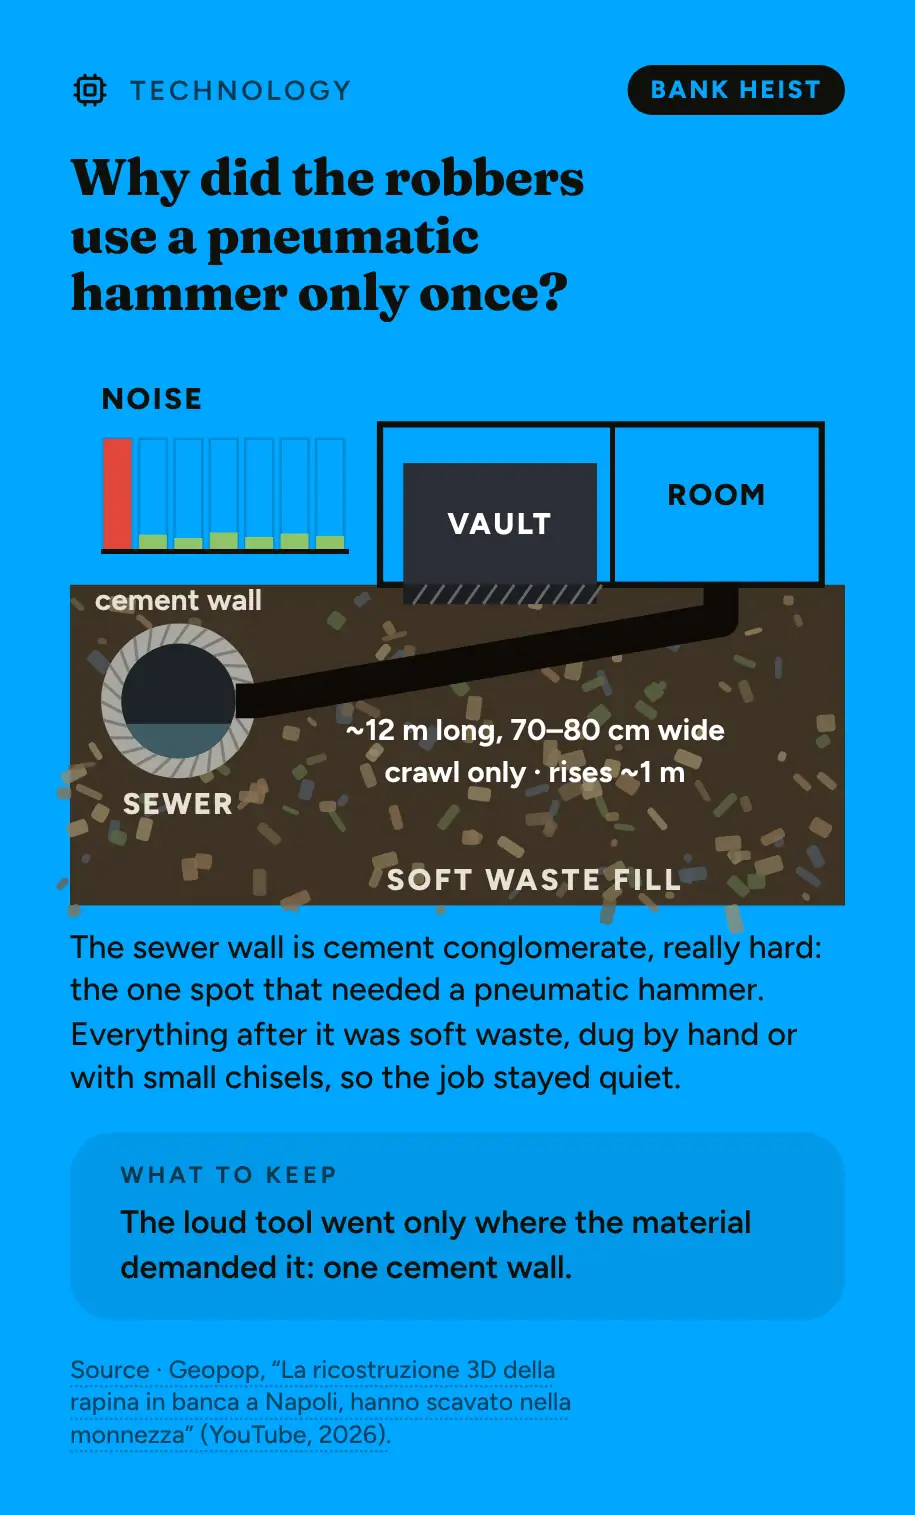 TECHNOLOGY
BANK HEIST
Why did the robbers
use a pneumatic
hammer only once?
NOISE
VAULT
ROOM
cement wall
~12 m long, 70–80 cm wide
crawl only · rises ~1 m
SEWER
SOFT WASTE FILL
The sewer wall is cement conglomerate, really hard:
the one spot that needed a pneumatic hammer.
Everything after it was soft waste, dug by hand or
with small chisels, so the job stayed quiet.
WHAT TO KEEP
The loud tool went only where the material
demanded it: one cement wall.
Source · Geopop, “La ricostruzione 3D della
rapina in banca a Napoli, hanno scavato nella
monnezza” (YouTube, 2026).